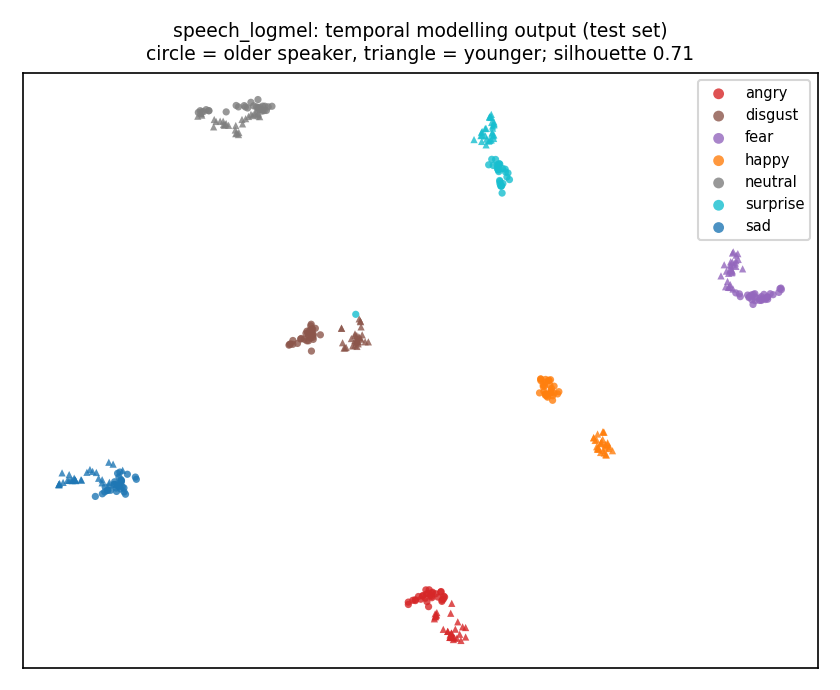 speech_logmel: temporal modelling output (test set)
circle = older speaker, triangle = younger; silhouette 0.71
angry
disgust
fear
happy
neutral
surprise
sad